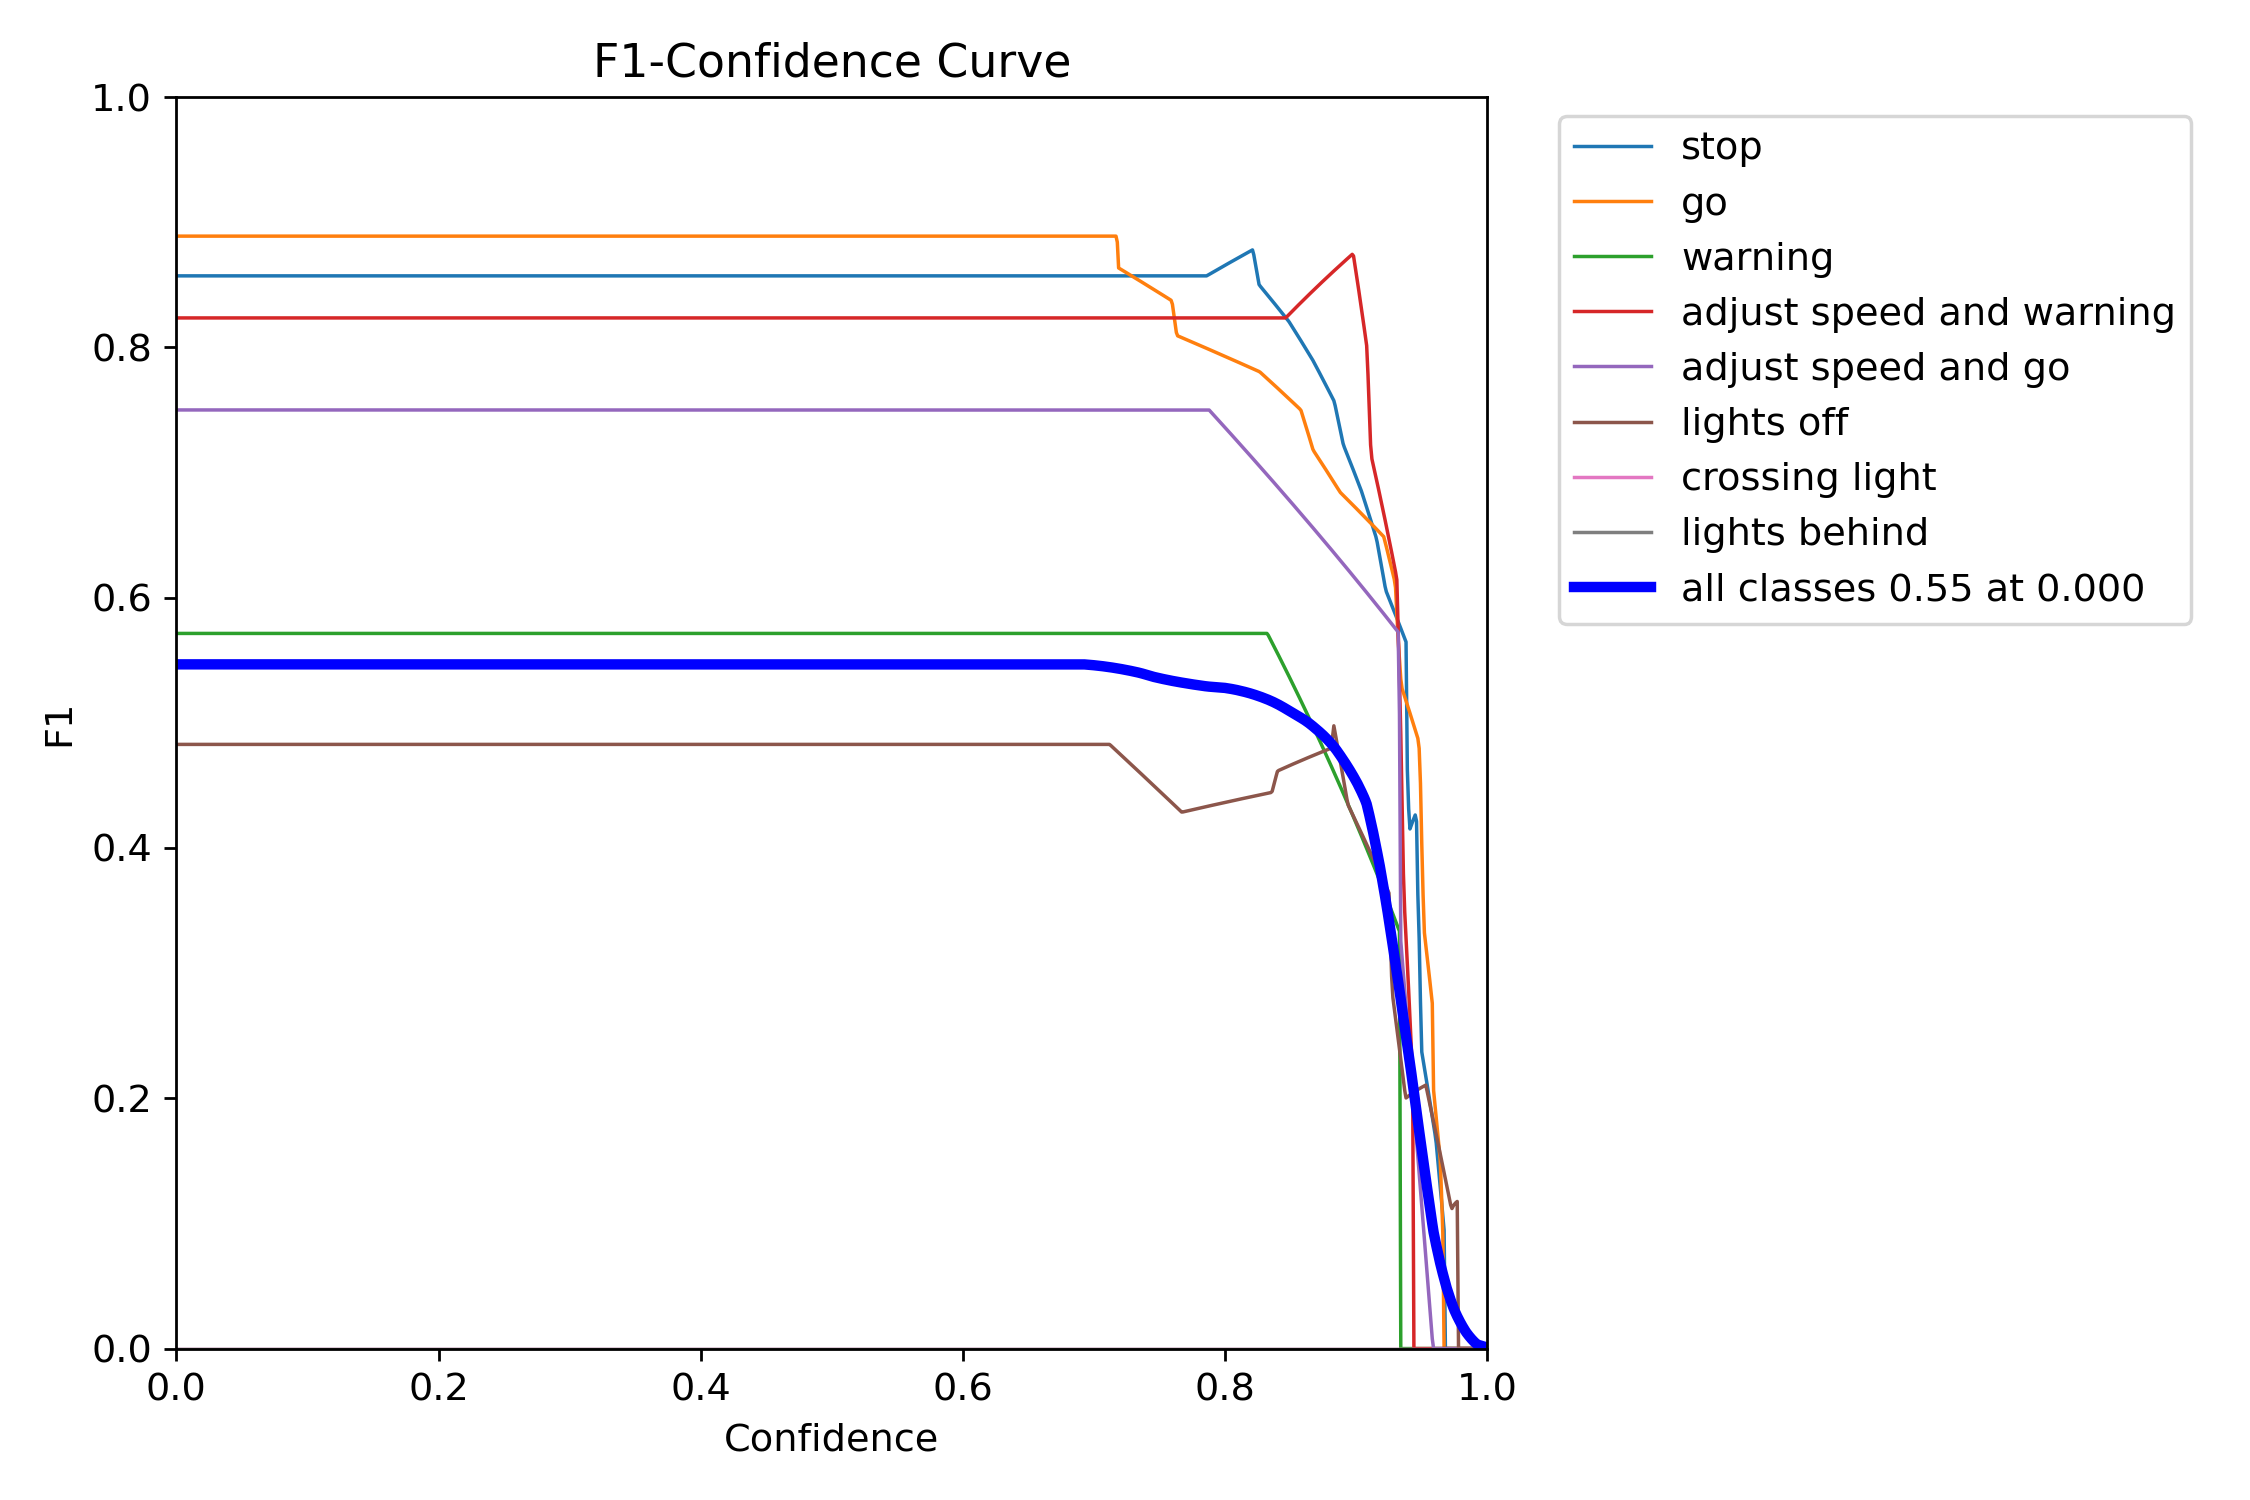 F1-Confidence Curve
1.0
0.8
0.6
0.4
0.2
0.0
F1
0.0 0.2 0.4 0.6 0.8 1.0
Confidence
stop
go
warning
adjust speed and warning
adjust speed and go
lights off
crossing light
lights behind
all classes 0.55 at 0.000